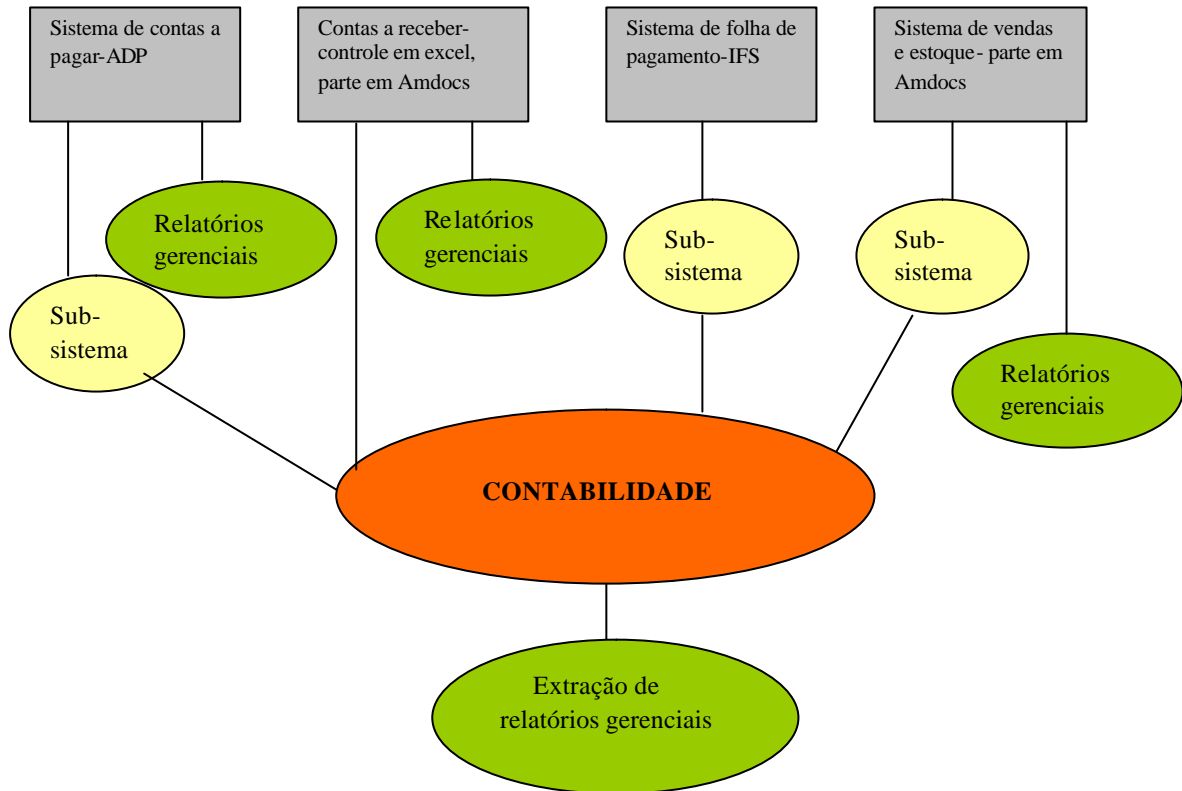 Sistema de contas a
pagar-ADP
Contas a receber-
controle em excel,
parte em Amdocs
Sistema de folha de
pagamento-IFS
Sistema de vendas
e estoque- parte em
Amdocs
Relatórios
gerenciais
Relatórios
gerenciais
Sub-
sistema
Sub-
sistema
Sub-
sistema
Relatórios
gerenciais
CONTABILIDADE
Extração de
relatórios gerenciais